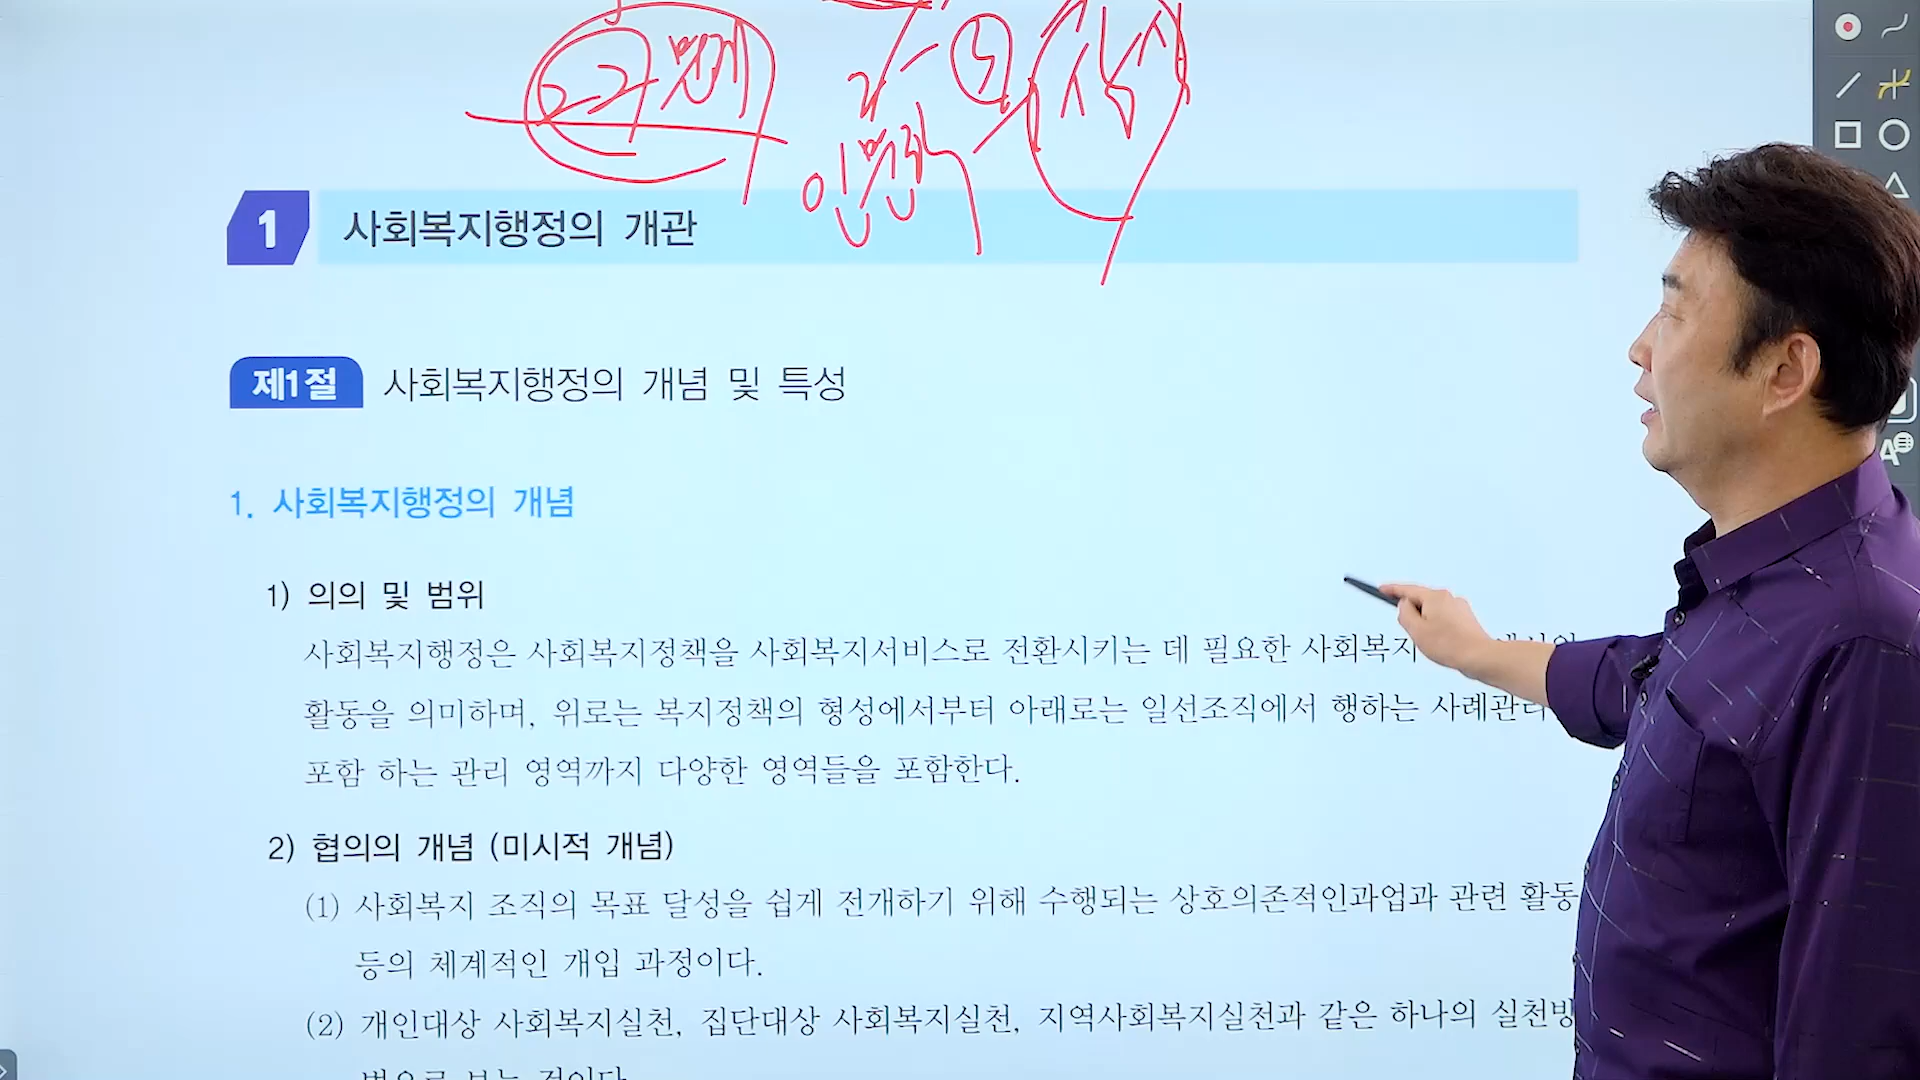 1 사회복지행정의 개관
제1절 사회복지행정의 개념 및 특성
1. 사회복지행정의 개념
1) 의의 및 범위
사회복지행정은 사회복지정책을 사회복지서비스로 전환시키는 데 필요한 사회복지
활동을 의미하며, 위로는 복지정책의 형성에서부터 아래로는 일선조직에서 행하는 사례관리
포함 하는 관리 영역까지 다양한 영역들을 포함한다.
2) 협의의 개념 (미시적 개념)
(1) 사회복지 조직의 목표 달성을 쉽게 전개하기 위해 수행되는 상호의존적인과업과 관련 활동
등의 체계적인 개입 과정이다.
(2) 개인대상 사회복지실천, 집단대상 사회복지실천, 지역사회복지실천과 같은 하나의 실천방